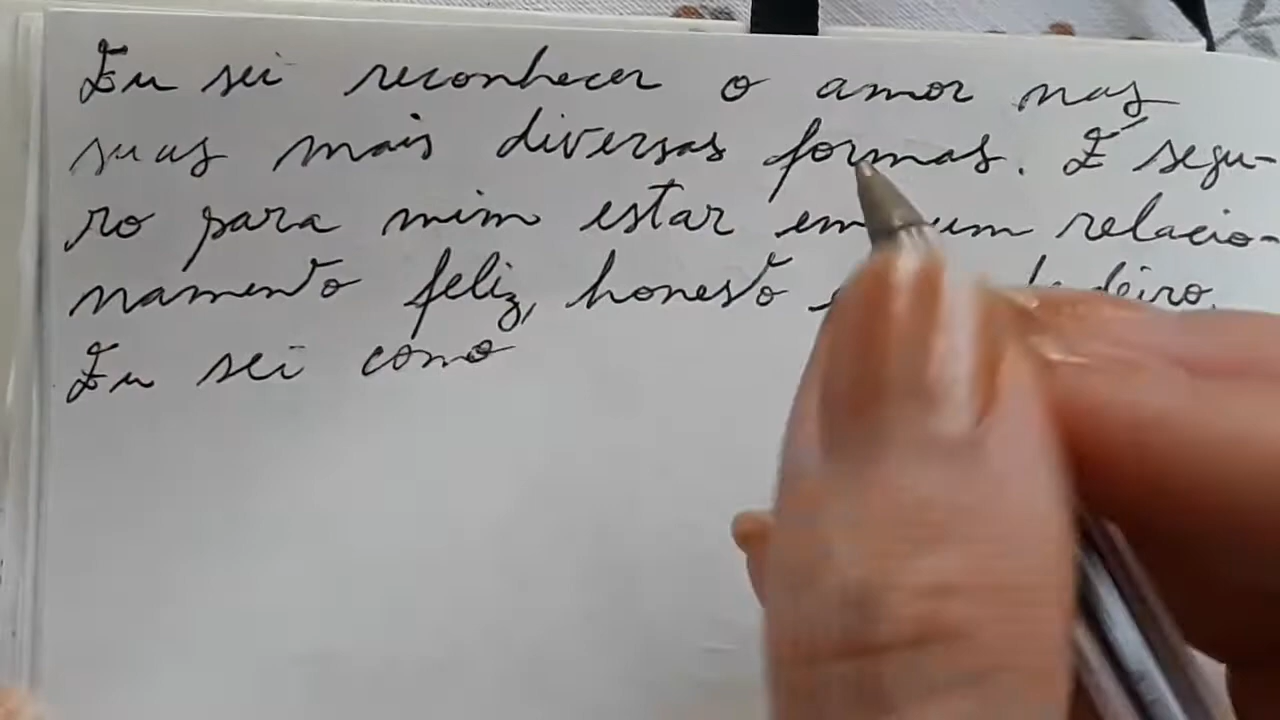 Eu sei reconhecer o amor nas
suas mais diversas formas. É segu-
ro para mim estar em um relacio-
namento feliz, honesto e
Eu sei como